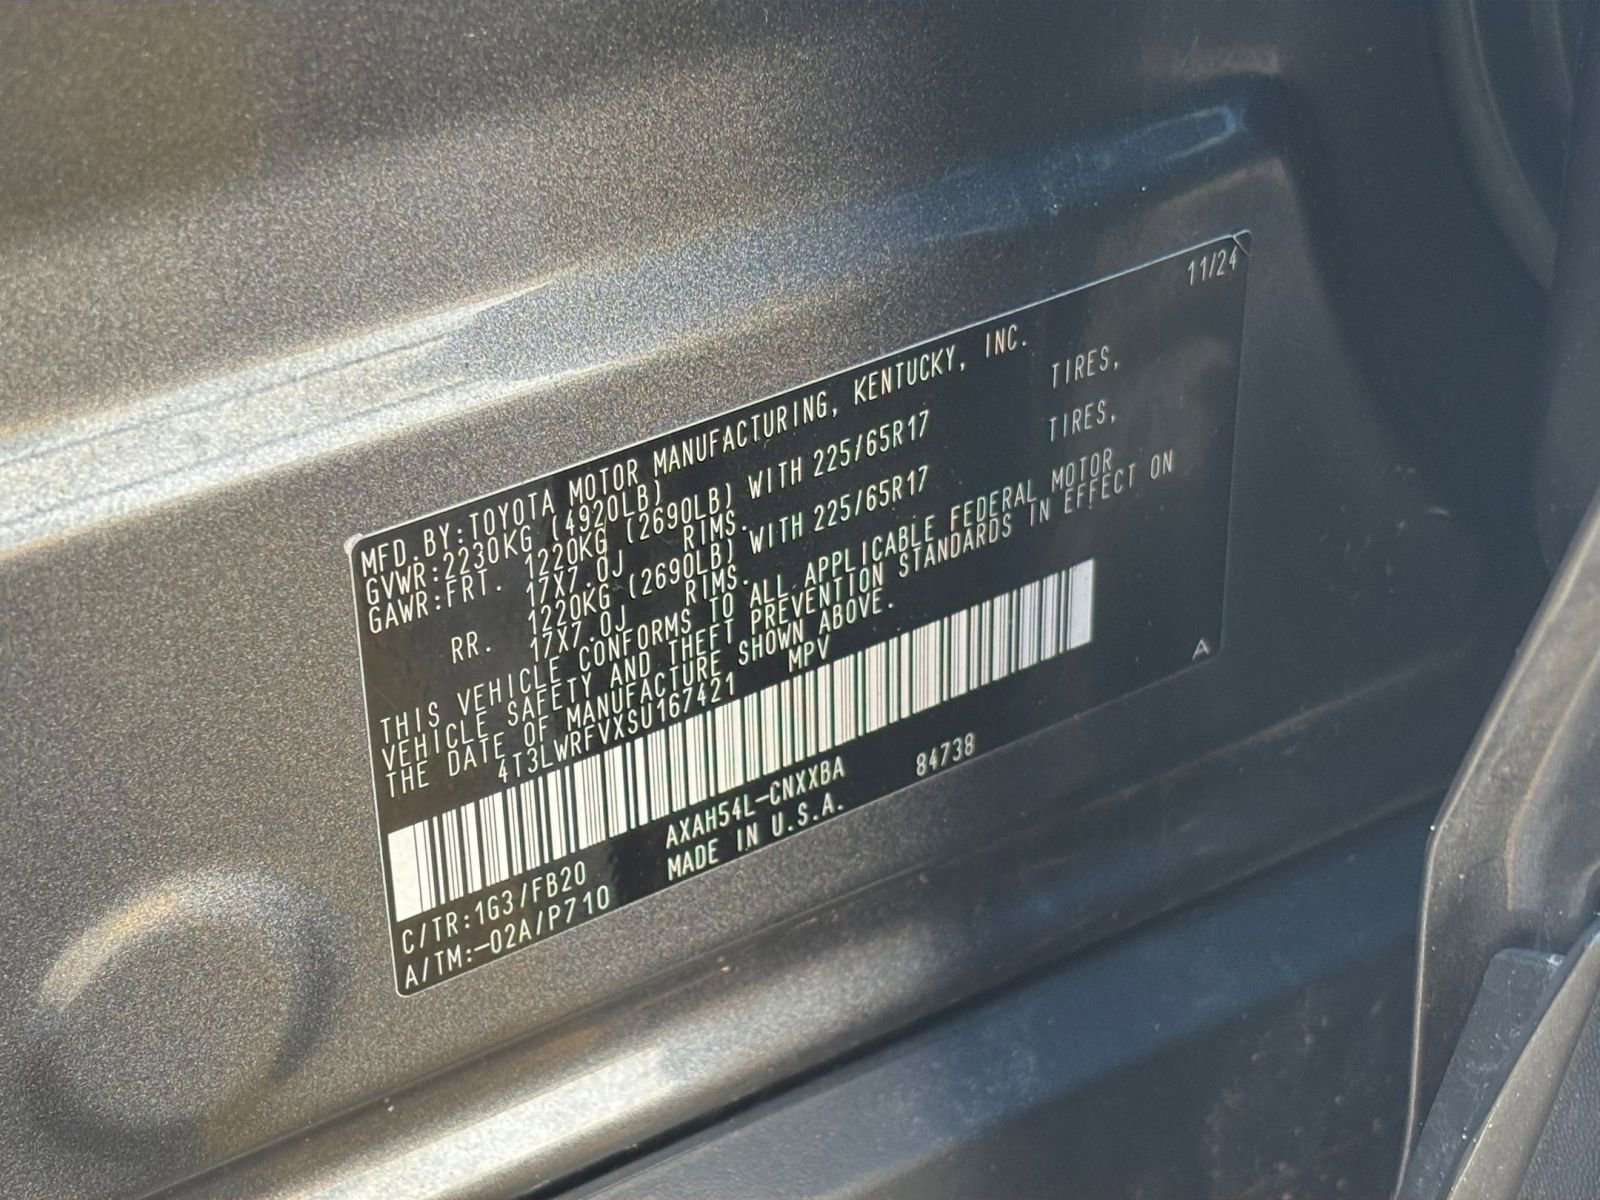 11/24
MFD.BY:TOYOTA MOTOR MANUFACTURING, KENTUCKY, INC.
GVWR:2230KG (4920LB)
GAWR:FRT. 1220KG (2690LB) WITH 225/65R17 TIRES,
17X7.0J RIMS.
RR. 1220KG (2690LB) WITH 225/65R17 TIRES,
17X7.0J RIMS.
THIS VEHICLE CONFORMS TO ALL APPLICABLE FEDERAL MOTOR
VEHICLE SAFETY AND THEFT PREVENTION STANDARDS IN EFFECT ON
THE DATE OF MANUFACTURE SHOWN ABOVE.
4T3LWRFVXSU167421 MPV
A
C/TR:1G3/FB20 AXAH54L-CNXXBA 84738
A/TM:-02A/P710 MADE IN U.S.A.